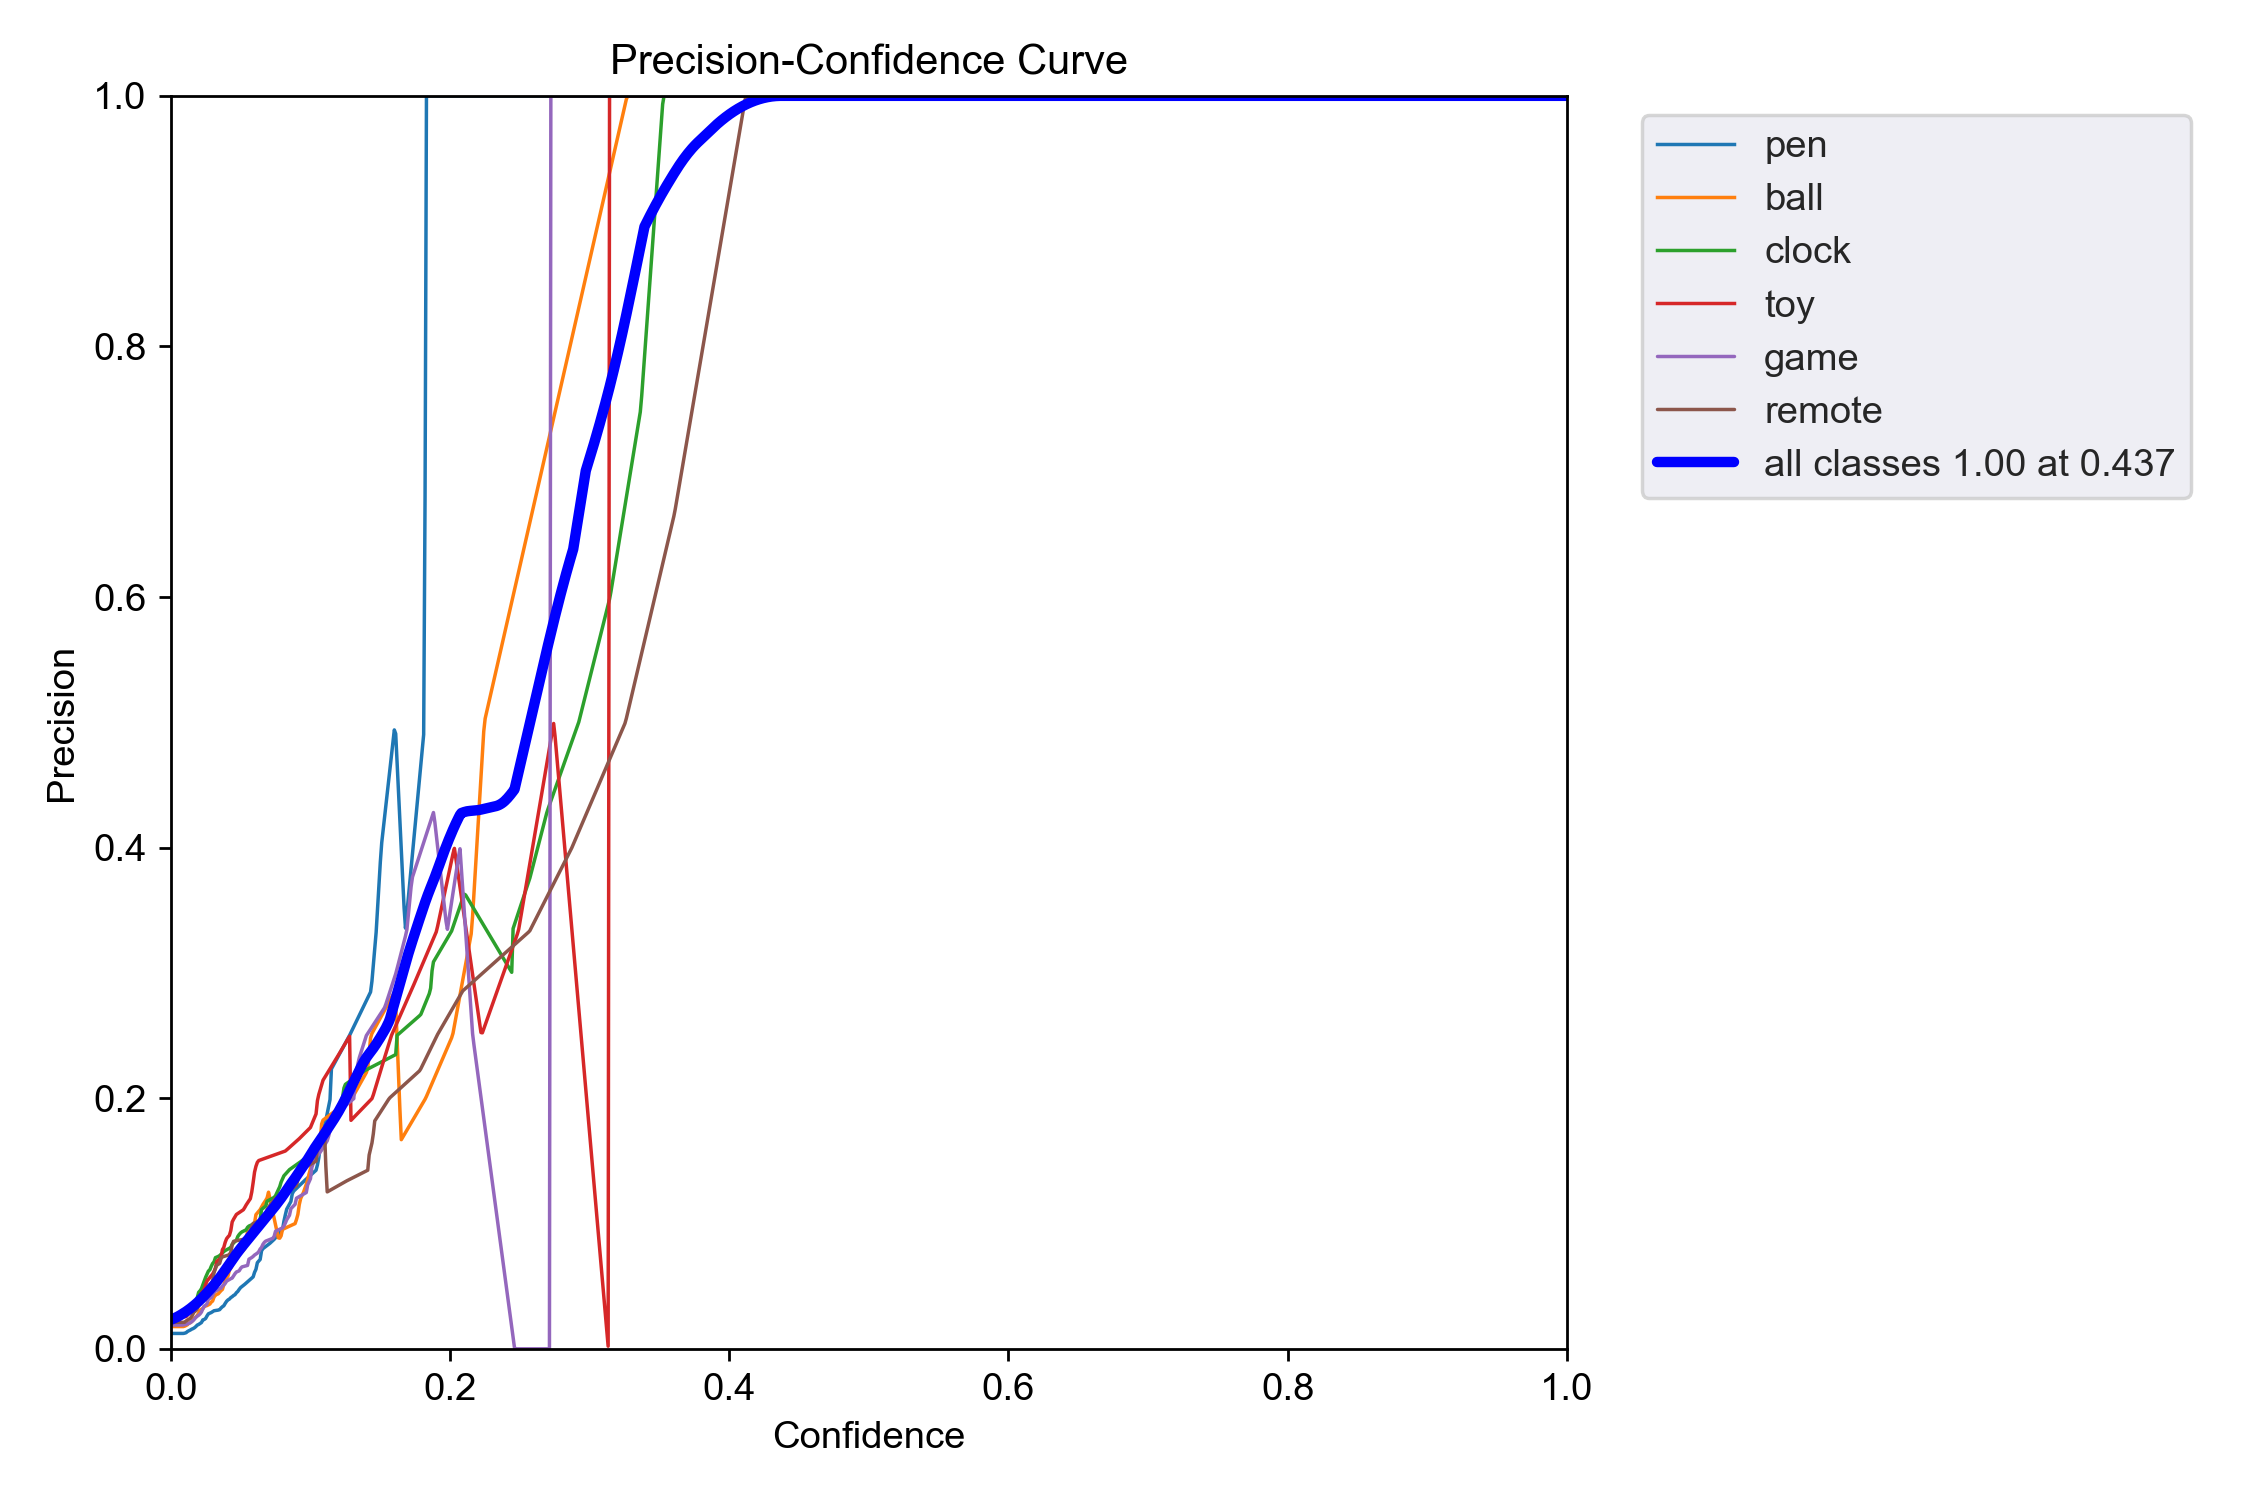 Precision-Confidence Curve
1.0
0.8
0.6
0.4
0.2
0.0
Precision
0.0 0.2 0.4 0.6 0.8 1.0
Confidence
pen
ball
clock
toy
game
remote
all classes 1.00 at 0.437